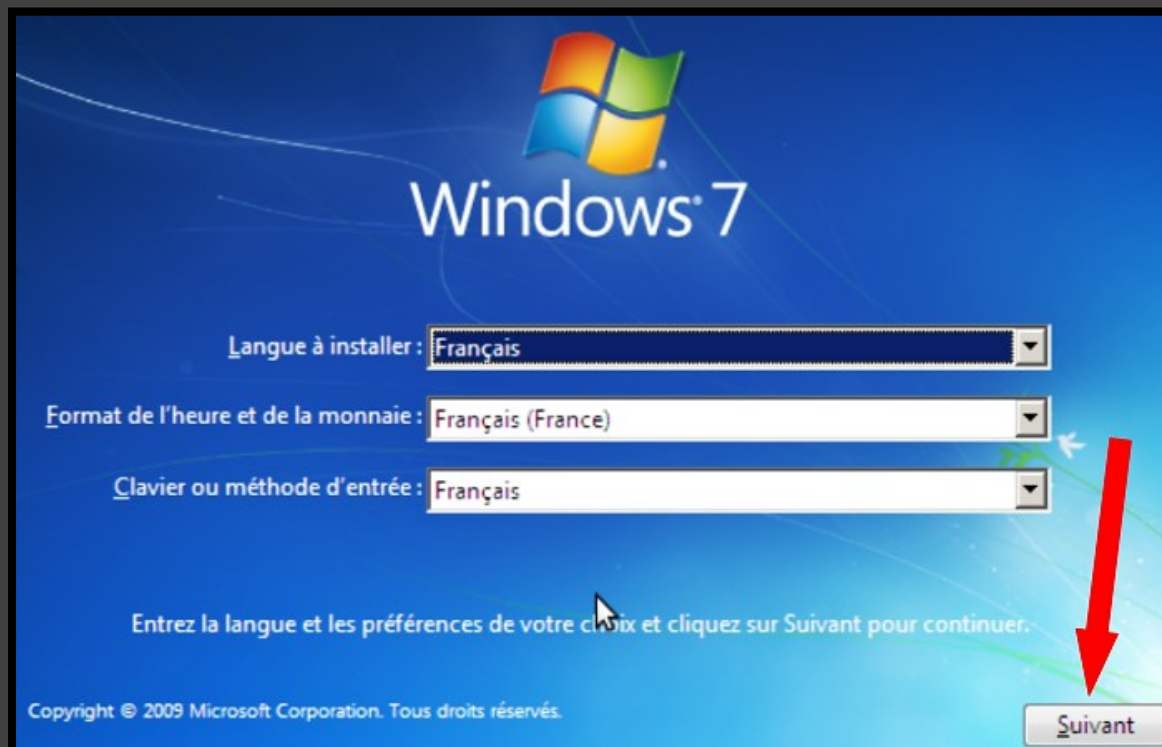 Windows® 7
Langue à installer : Français
Format de l'heure et de la monnaie : Français (France)
Clavier ou méthode d'entrée : Français
Entrez la langue et les préférences de votre choix et cliquez sur Suivant pour continuer.
Copyright © 2009 Microsoft Corporation. Tous droits réservés.
Suivant